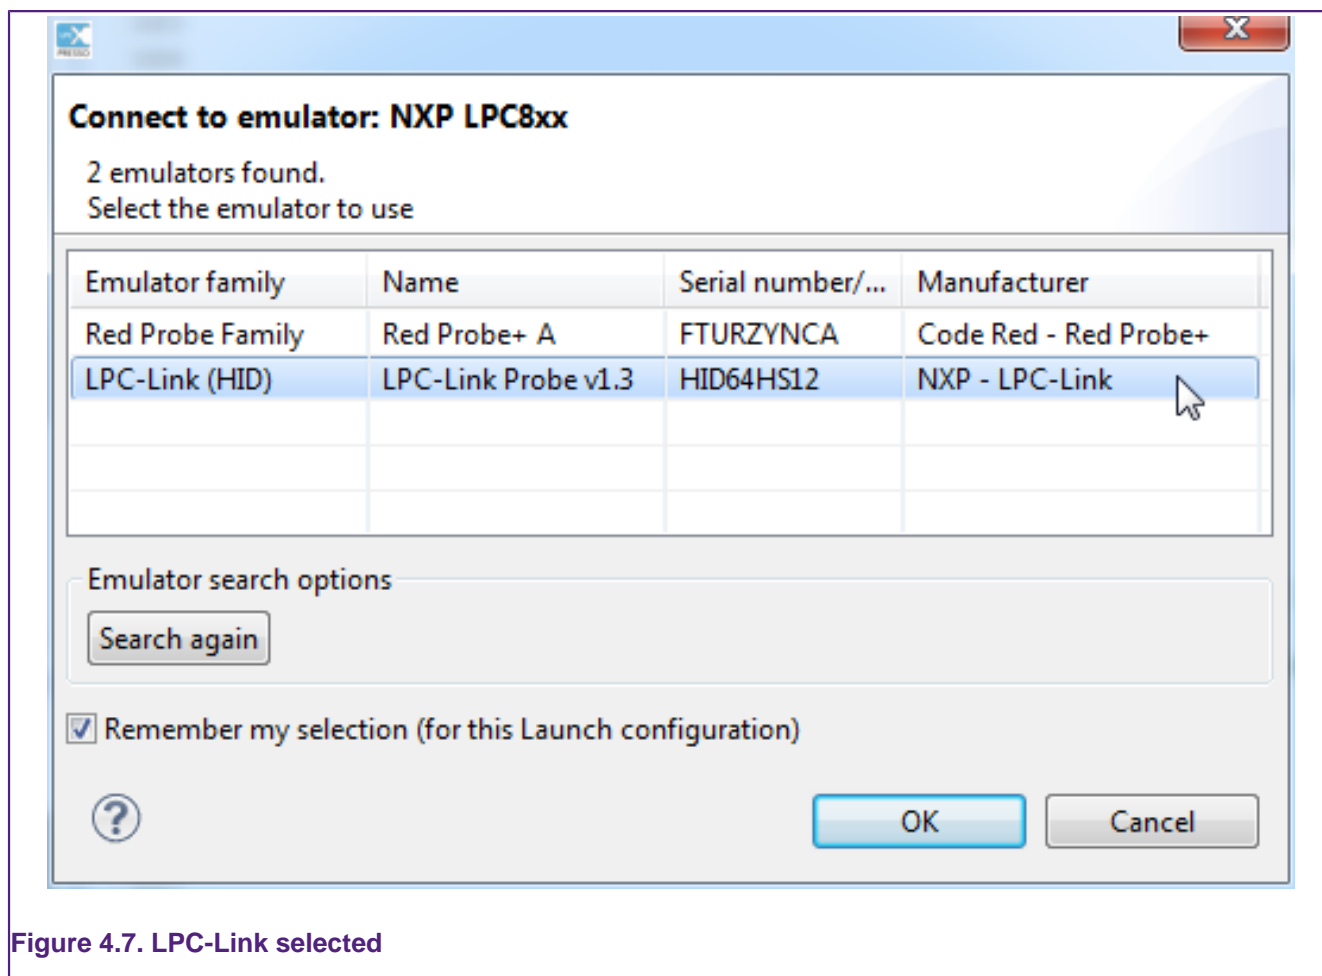 X
PRESSO
Connect to emulator: NXP LPC8xx
2 emulators found.
Select the emulator to use
Emulator family Name Serial number/... Manufacturer
Red Probe Family Red Probe+ A FTURZYNCA Code Red - Red Probe+
LPC-Link (HID) LPC-Link Probe v1.3 HID64HS12 NXP - LPC-Link
Emulator search options
Search again
Remember my selection (for this Launch configuration)
?
OK Cancel
Figure 4.7. LPC-Link selected